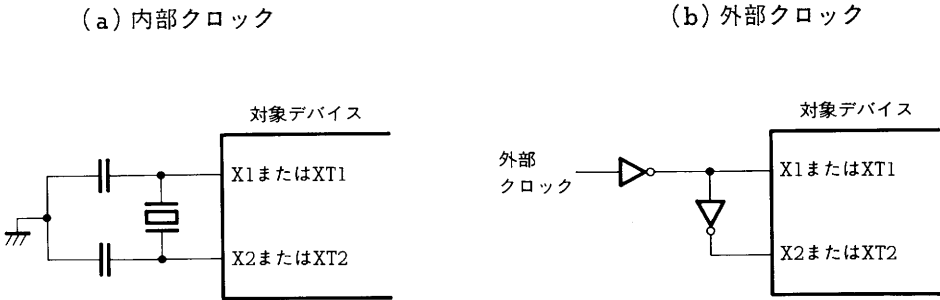 (a) 内部クロック
(b) 外部クロック
対象デバイス
X1またはXT1
X2またはXT2
対象デバイス
外部
クロック
X1またはXT1
X2またはXT2